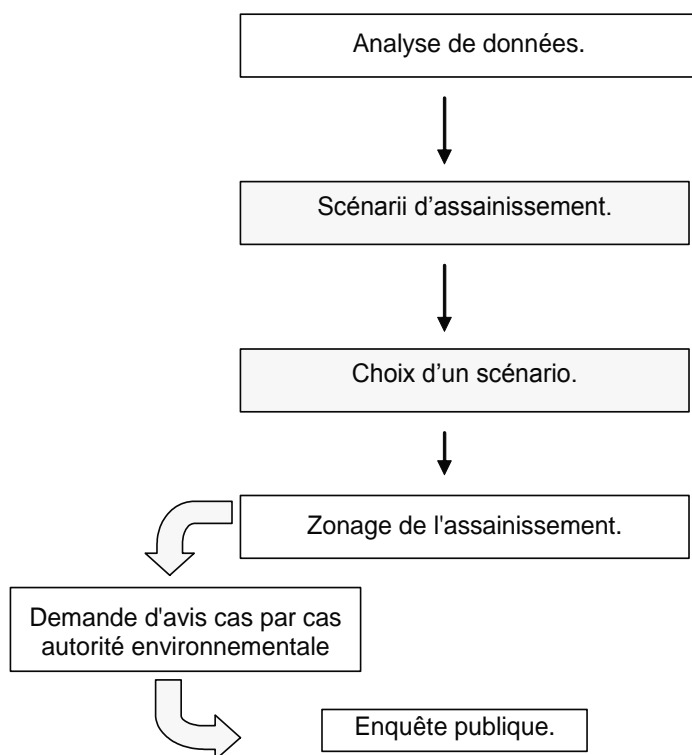 Analyse de données.
Scénarii d’assainissement.
Choix d’un scénario.
Zonage de l'assainissement.
Demande d'avis cas par cas
autorité environnementale
Enquête publique.